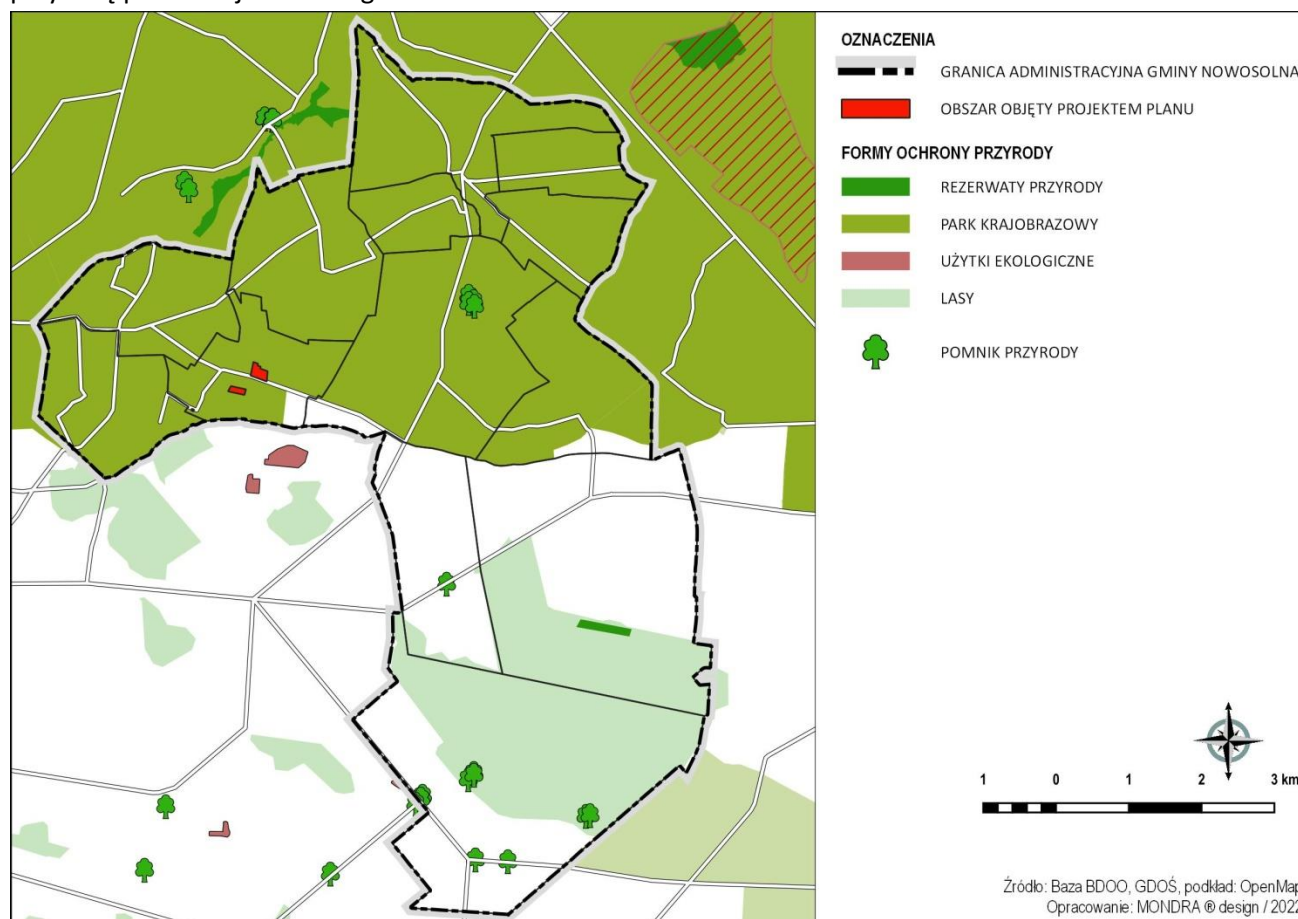 OZNACZENIA
GRANICA ADMINISTRACYJNA GMINY NOWOSOLNA
OBSZAR OBJĘTY PROJEKTEM PLANU
FORMY OCHRONY PRZYRODY
REZERWATY PRZYRODY
PARK KRAJOBRAZOWY
UŻYTKI EKOLOGICZNE
LASY
POMNIK PRZYRODY
1 0 1 2 3 km
Źródło: Baza BDOO, GDOŚ, podkład: OpenMap
Opracowanie: MONDRA ® design / 2022